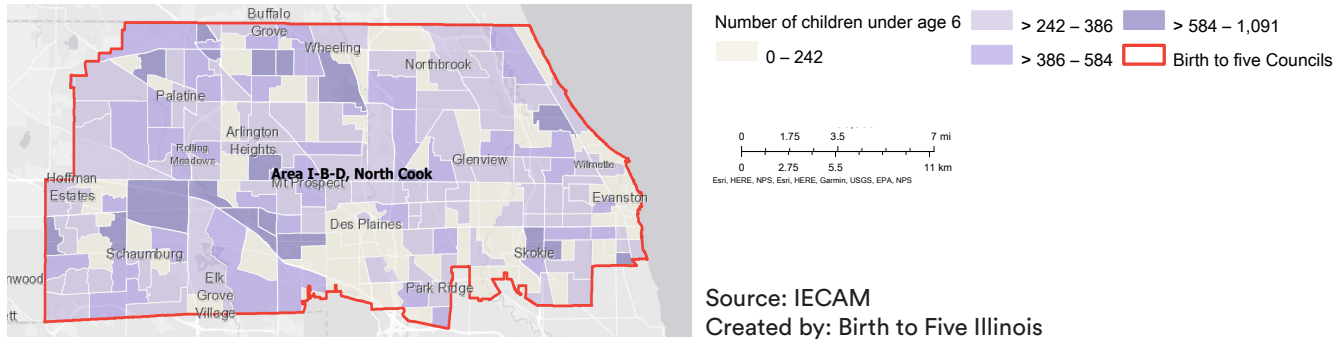 Buffalo
Grove
Wheeling
Northbrook
Palatine
Arlington
Heights
Rolling
Meadows
Glenview
Wilmette
Area I-B-D, North Cook
Mt Prospect
Hoffman
Estates
Evanston
Des Plaines
Schaumburg
Skokie
nwood
Elk
Grove
Village
Park Ridge
ett
Number of children under age 6
0 – 242
> 242 – 386
> 386 – 584
> 584 – 1,091
Birth to five Councils
0 1.75 3.5 7 mi
0 2.75 5.5 11 km
Esri, HERE, NPS, Esri, HERE, Garmin, USGS, EPA, NPS
Source: IECAM
Created by: Birth to Five Illinois